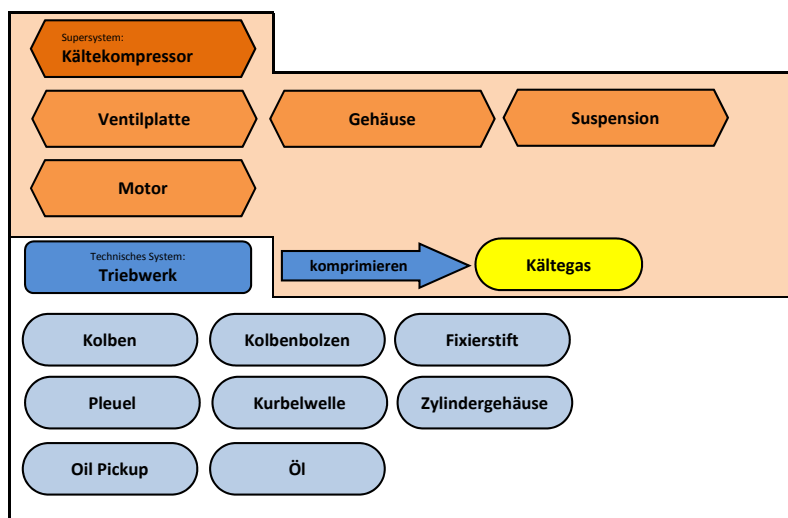 Supersystem:
Kältekompressor
Ventilplatte
Gehäuse
Suspension
Motor
Technisches System:
Triebwerk
komprimieren
Kältegas
Kolben
Kolbenbolzen
Fixierstift
Pleuel
Kurbelwelle
Zylindergehäuse
Oil Pickup
Öl